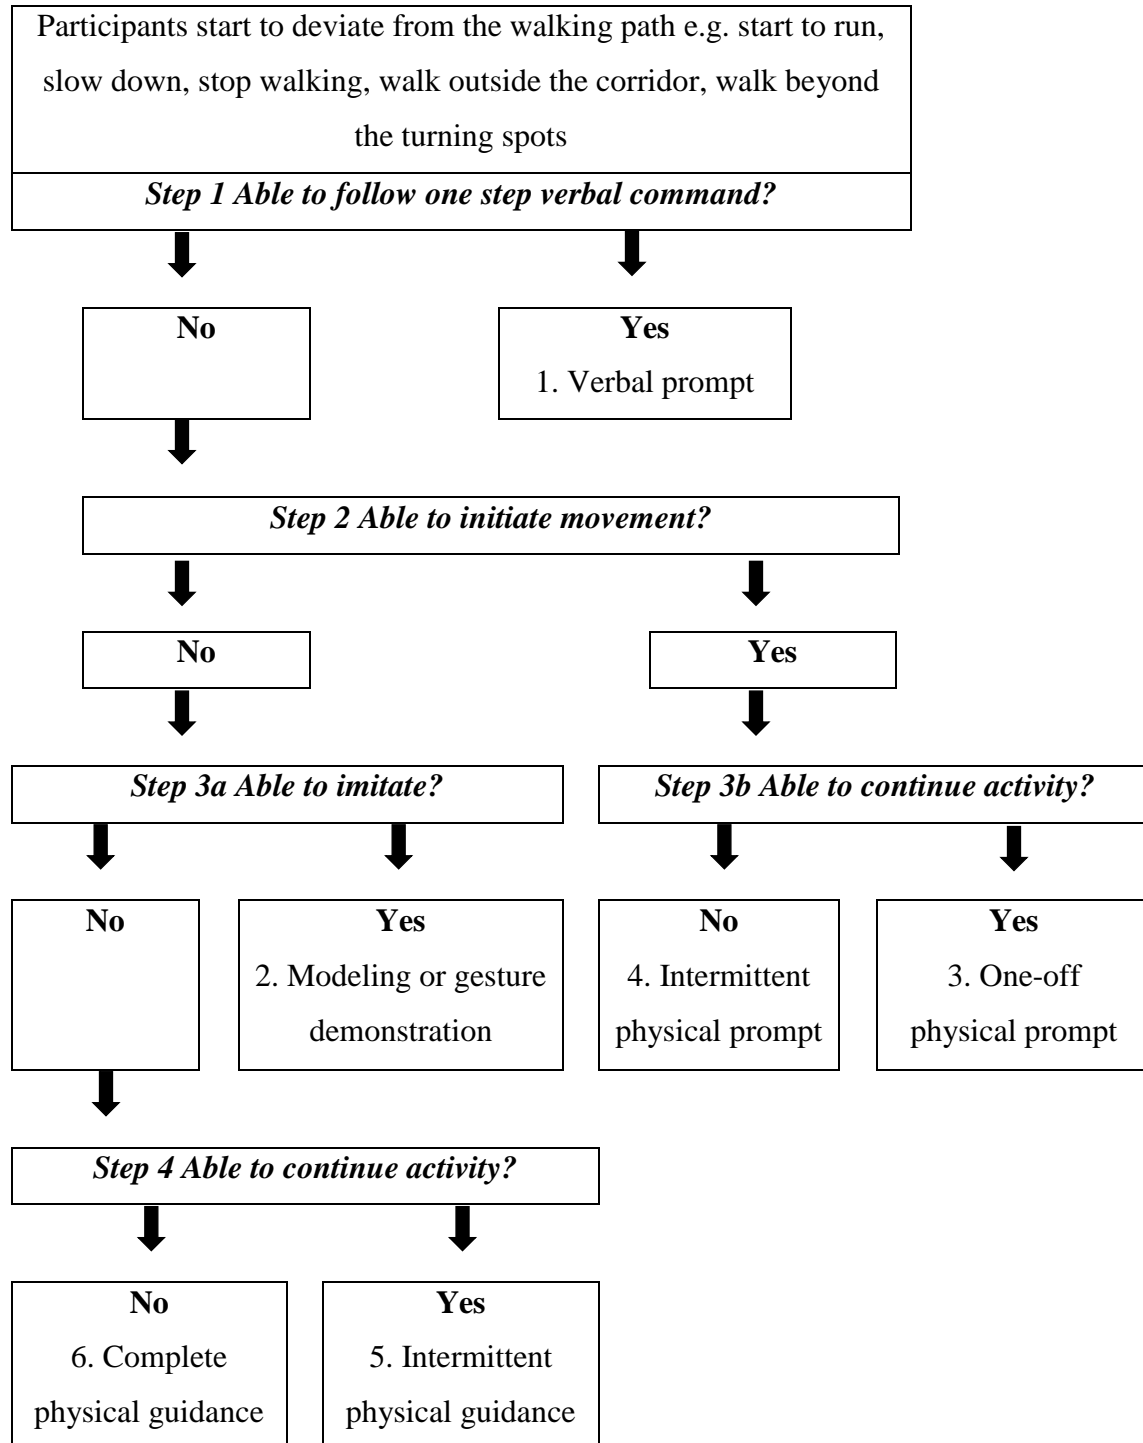 Participants start to deviate from the walking path e.g. start to run,
slow down, stop walking, walk outside the corridor, walk beyond
the turning spots
Step 1 Able to follow one step verbal command?
No
Yes
1. Verbal prompt
Step 2 Able to initiate movement?
No
Yes
Step 3a Able to imitate?
Step 3b Able to continue activity?
No
Yes
2. Modeling or gesture
demonstration
No
4. Intermittent
physical prompt
Yes
3. One-off
physical prompt
Step 4 Able to continue activity?
No
6. Complete
physical guidance
Yes
5. Intermittent
physical guidance